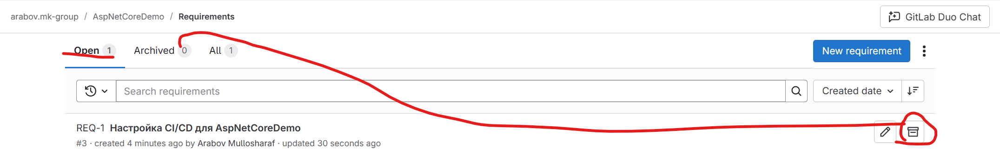 arabov.mk-group / AspNetCoreDemo / Requirements
GitLab Duo Chat
Open 1 Archived 0 All 1
New requirement
Search requirements
Created date
REQ-1 Настройка CI/CD для AspNetCoreDemo
#3 · created 4 minutes ago by Arabov Mullosharaf · updated 30 seconds ago